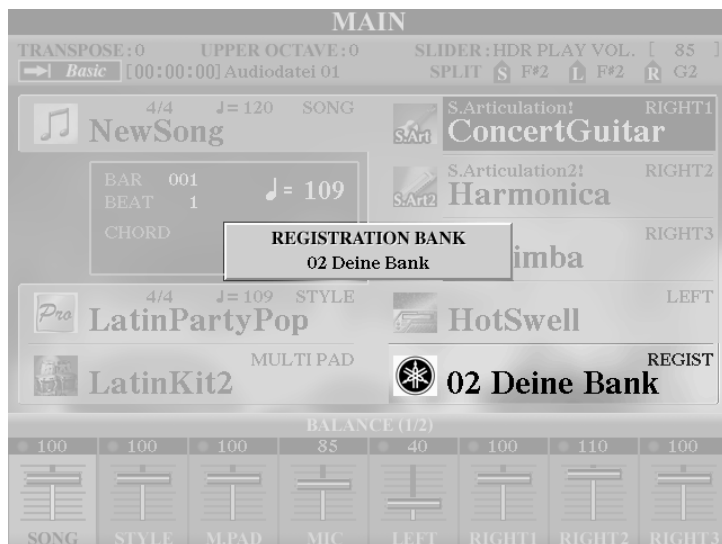 MAIN
TRANSPOSE:0 UPPER OCTAVE:0 SLIDER:HDR PLAY VOL. [ 85 ]
Basic [00:00:00] Audiodatei 01 SPLIT S F#2 L F#2 R G2
4/4 ♩= 120 SONG
NewSong
BAR 001
BEAT 1
♩= 109
CHORD
4/4 ♩= 109 STYLE
Pro LatinPartyPop
MULTI PAD
LatinKit2
S.Articulation! RIGHT1
S.Art1 ConcertGuitar
S.Articulation2! RIGHT2
S.Art2 Harmonica
RIGHT3
imba
LEFT
HotSwell
REGIST
02 Deine Bank
REGISTRATION BANK
02 Deine Bank
BALANCE (1/2)
100 100 100 85 40 100 110 100
SONG STYLE M.PAD MIC LEFT RIGHT1 RIGHT2 RIGHT3